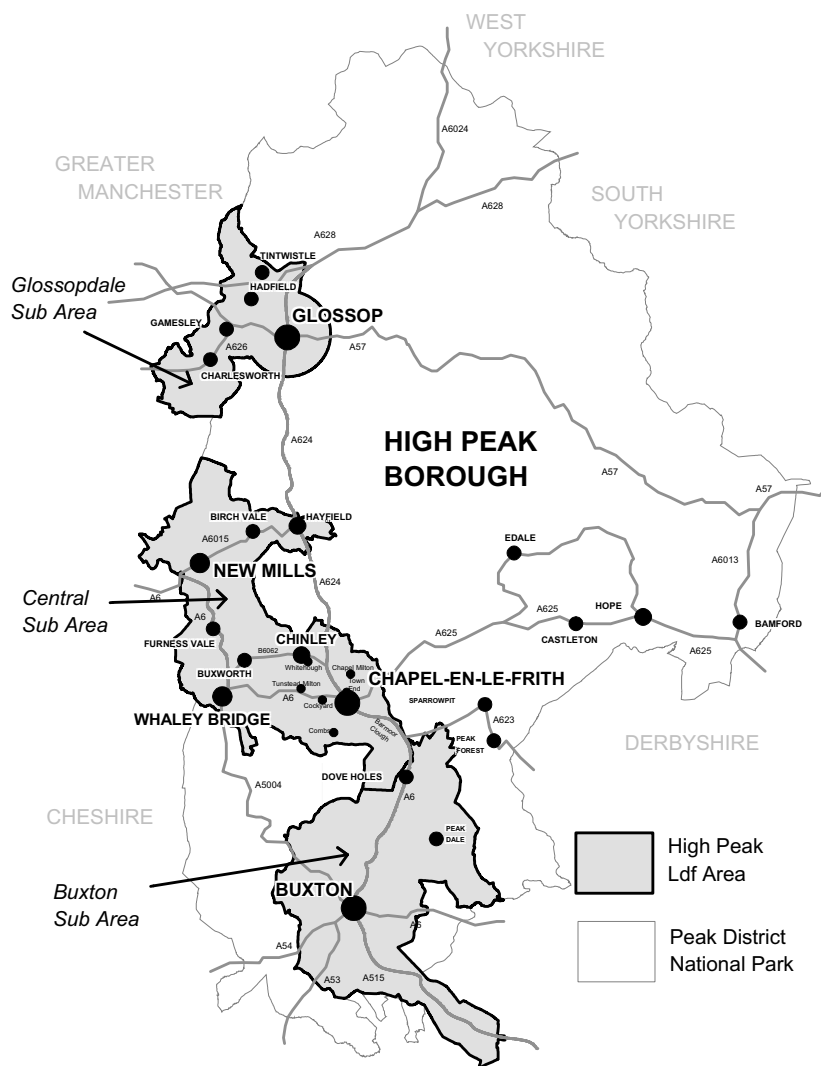 WEST
YORKSHIRE
A6024
GREATER
MANCHESTER
SOUTH
YORKSHIRE
A628
A628
TINTWISTLE
HADFIELD
Glossopdale
Sub Area
GLOSSOP
GAMESLEY
A626
A57
CHARLESWORTH
A624
HIGH PEAK
BOROUGH
A57
A57
BIRCH VALE
HAYFIELD
A6015
EDALE
A6013
NEW MILLS
A624
Central
Sub Area
A6
A6
A625
HOPE
CASTLETON
BAMFORD
FURNESS VALE
CHINLEY
B6062
A625
A625
BUXWORTH
Whitehough
Chapel Milton
Tunstead Milton
Town
End
CHAPEL-EN-LE-FRITH
A6
Cockyard
SPARROWPIT
WHALEY BRIDGE
Barmoor
Clough
A623
Combs
PEAK
FOREST
DERBYSHIRE
DOVE HOLES
A5004
A6
CHESHIRE
PEAK
DALE
High Peak
Ldf Area
Buxton
Sub Area
BUXTON
A6
A54
Peak District
National Park
A53
A515